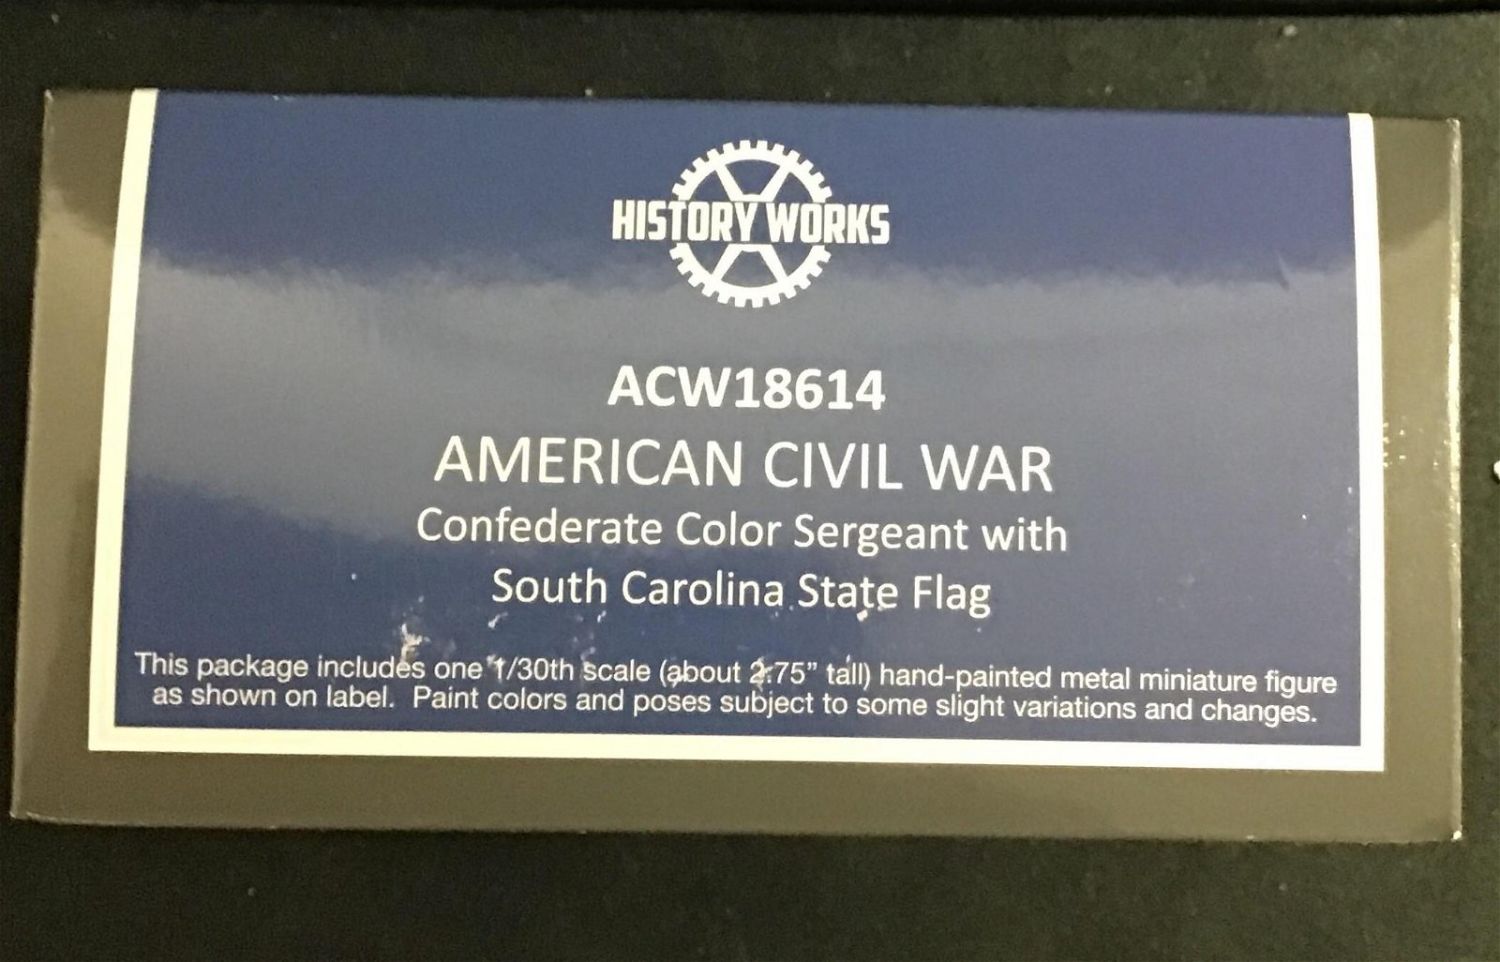 HISTORY WORKS
ACW18614
AMERICAN CIVIL WAR
Confederate Color Sergeant with
South Carolina State Flag
This package includes one 1/30th scale (about 2.75” tall) hand-painted metal miniature figure
as shown on label. Paint colors and poses subject to some slight variations and changes.